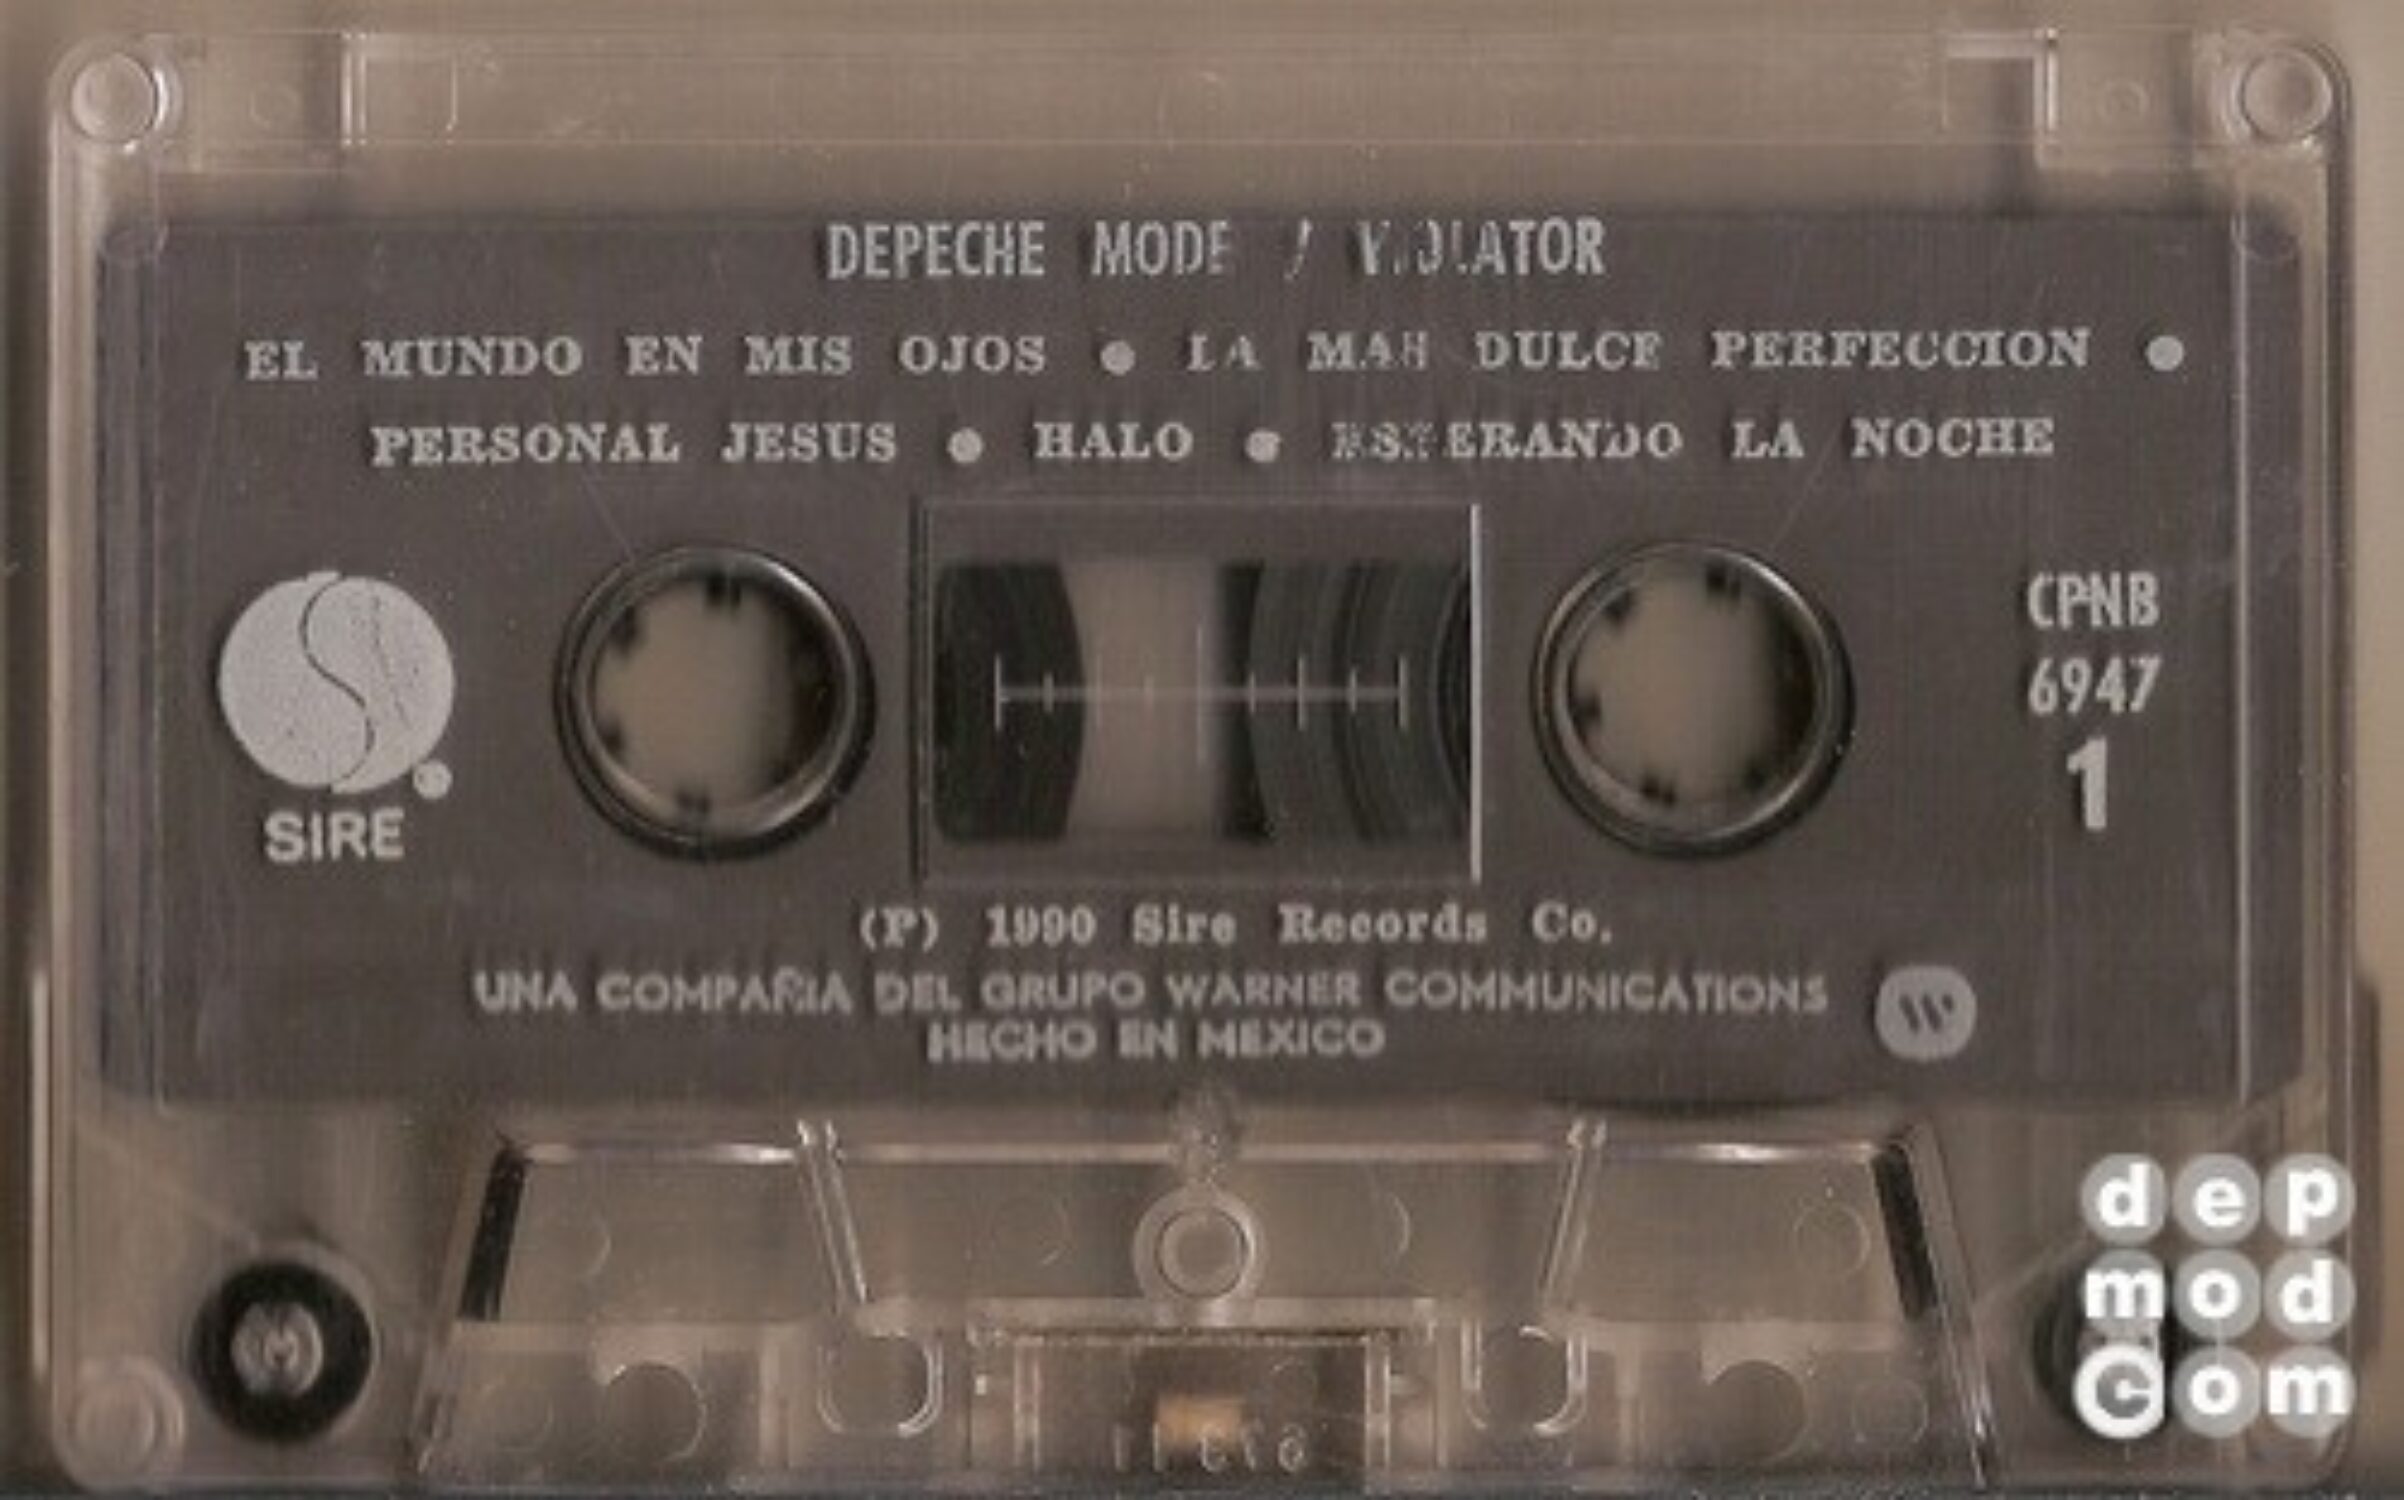 DEPECHE MODE / VIOLATOR
EL MUNDO EN MIS OJOS ● LA MAS DULCE PERFECCION ●
PERSONAL JESUS ● HALO ● ESPERANDO LA NOCHE
SIRE
CPNB
6947
1
(P) 1990 Sire Records Co.
UNA COMPAÑIA DEL GRUPO WARNER COMMUNICATIONS
HECHO EN MEXICO
dep
mod
com